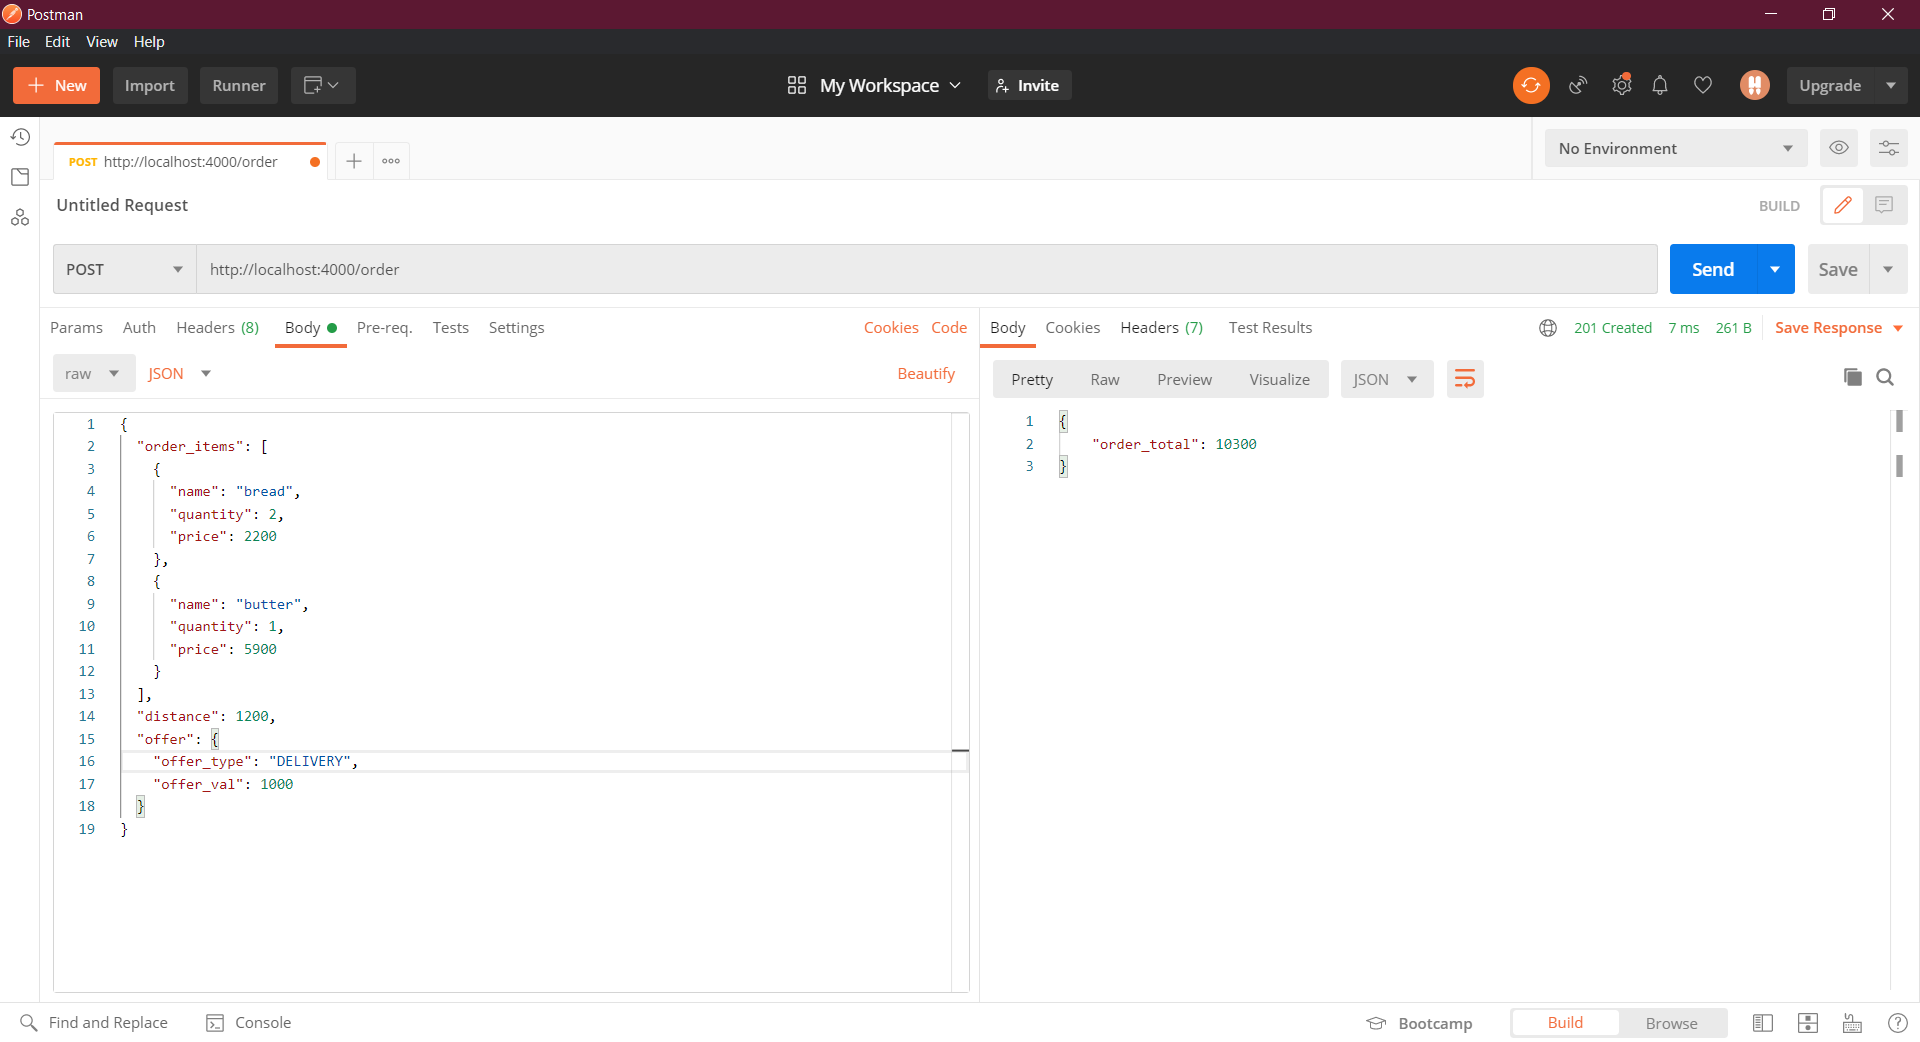 Postman
File Edit View Help
New Import Runner My Workspace Invite Upgrade
POST http://localhost:4000/order No Environment
Untitled Request BUILD
POST http://localhost:4000/order Send Save
Params Auth Headers (8) Body Pre-req. Tests Settings Cookies Code
Body Cookies Headers (7) Test Results 201 Created 7 ms 261 B Save Response
raw JSON Beautify
Pretty Raw Preview Visualize JSON
1 {
2 "order_items": [
3 {
4 "name": "bread",
5 "quantity": 2,
6 "price": 2200
7 },
8 {
9 "name": "butter",
10 "quantity": 1,
11 "price": 5900
12 }
13 ],
14 "distance": 1200,
15 "offer": {
16 "offer_type": "DELIVERY",
17 "offer_val": 1000
18 }
19 }
1 {
2 "order_total": 10300
3 }
Find and Replace Console Bootcamp Build Browse